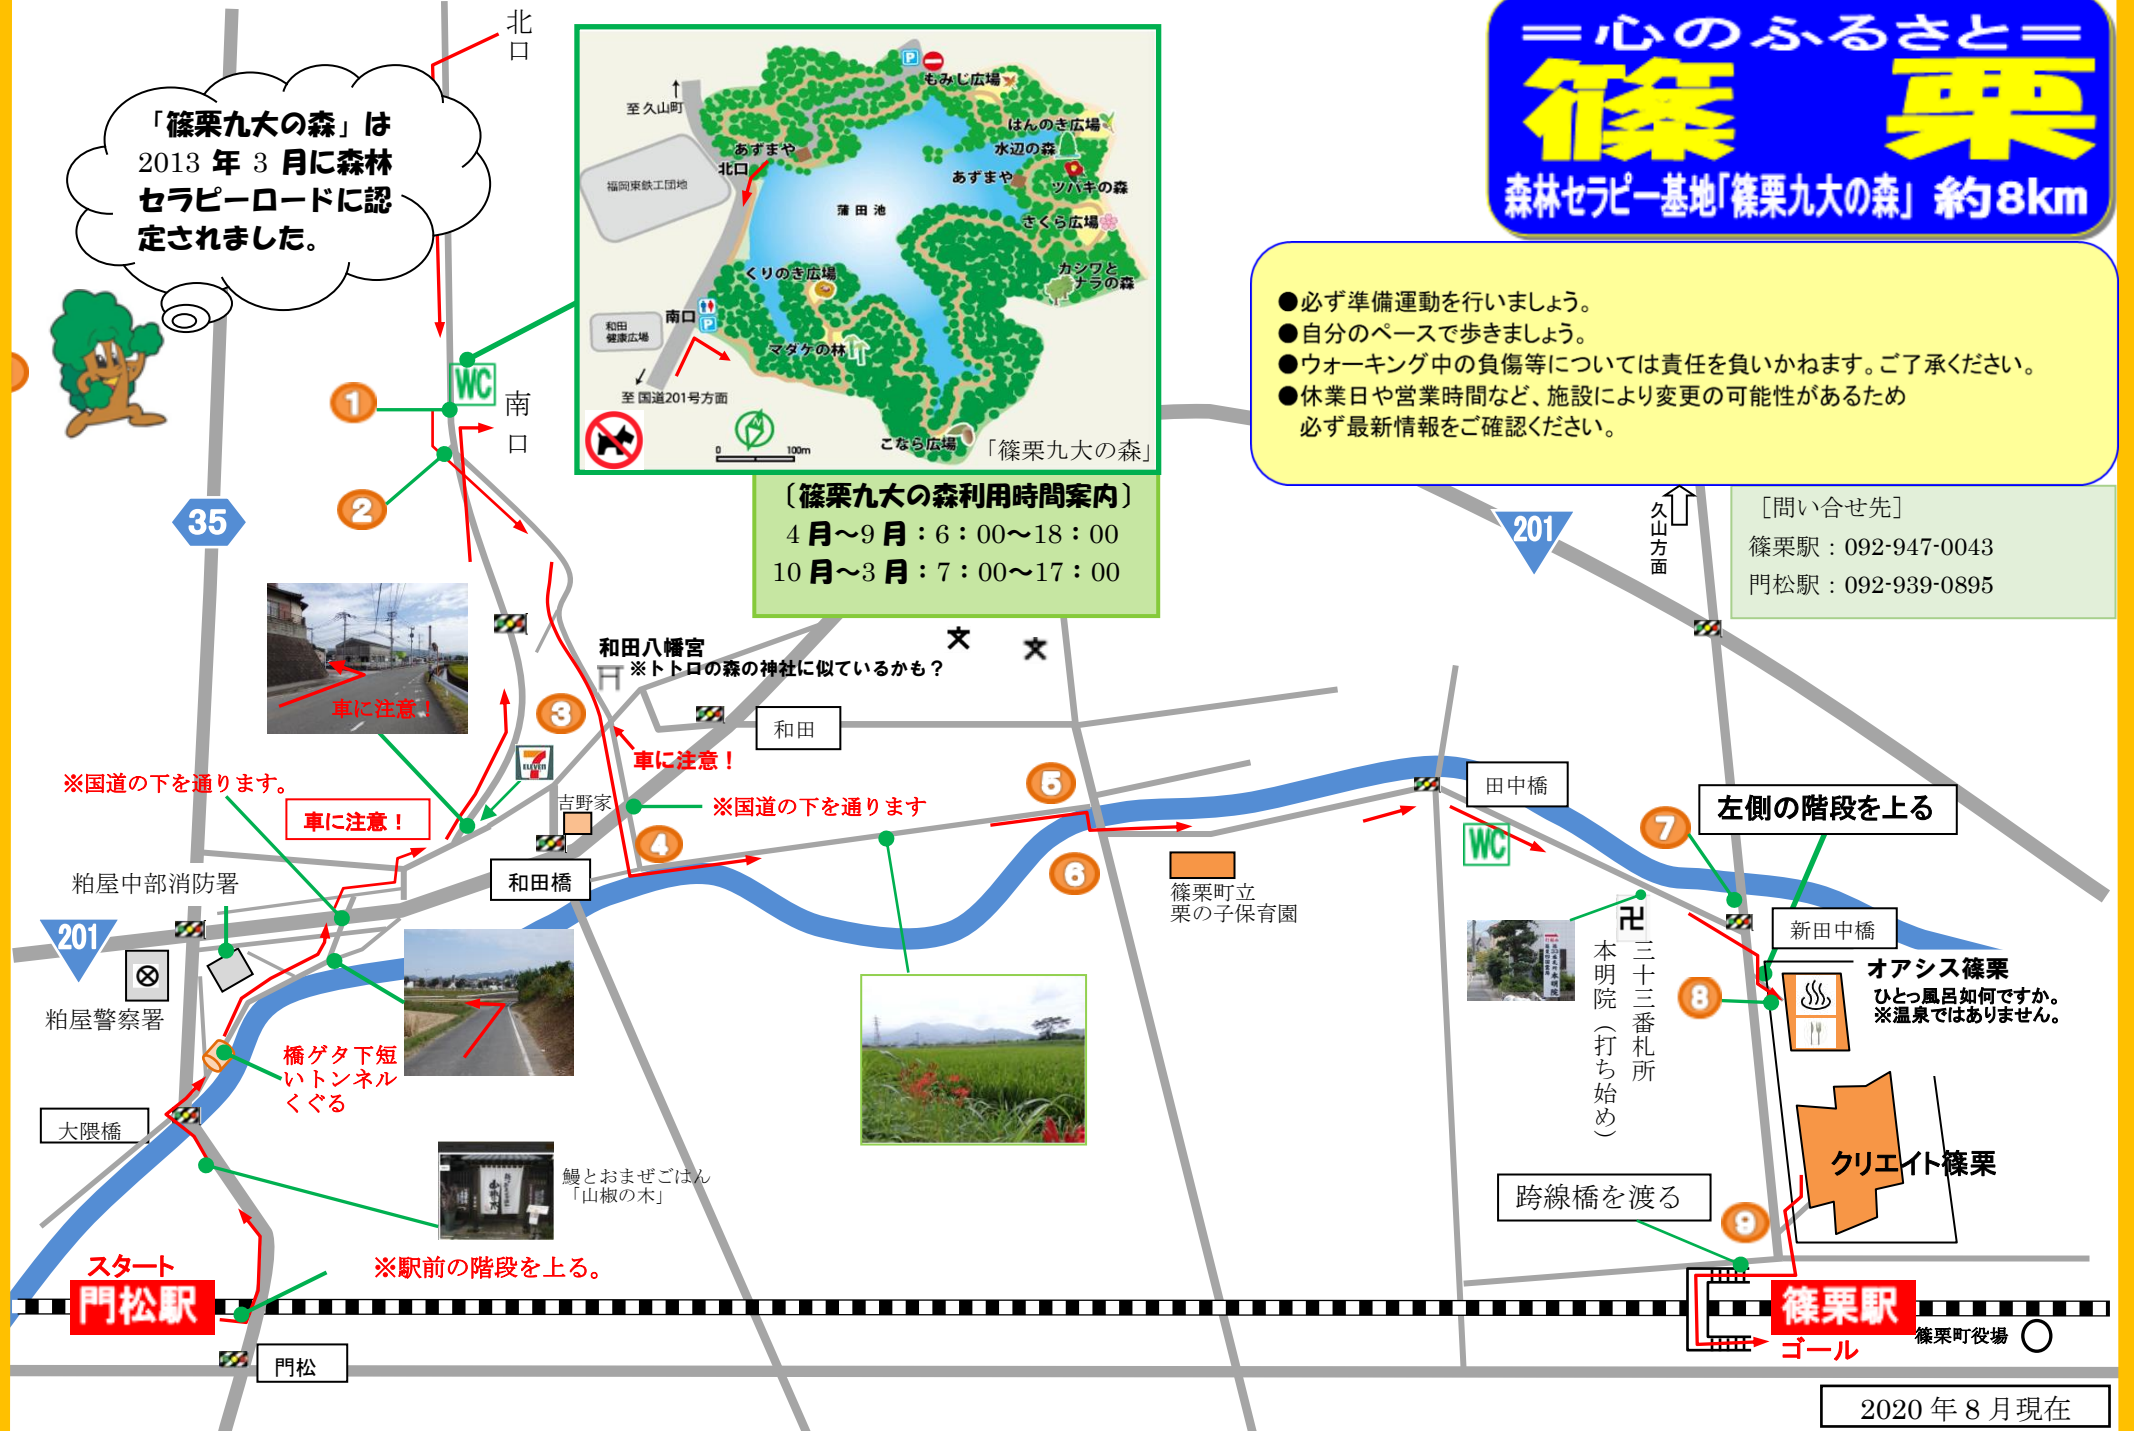 ＝心のふるさと＝
篠栗
森林セラピー基地「篠栗九大の森」 約8km
北口
「篠栗九大の森」は
2013 年 3 月に森林
セラピーロードに認
定されました。
至 久山町
もみじ広場
はんのき広場
水辺の森
あずまや
北口
あずまや
ツバキの森
福岡東鉄工団地
蒲田池
さくら広場
カシワと
ナラの森
くりのき広場
南口
和田
健康広場
マダケの林
至 国道201号方面
こなら広場
0 100m
「篠栗九大の森」
P
P
●必ず準備運動を行いましょう。
●自分のペースで歩きましょう。
●ウォーキング中の負傷等については責任を負いかねます。ご了承ください。
●休業日や営業時間など、施設により変更の可能性があるため
必ず最新情報をご確認ください。
〔篠栗九大の森利用時間案内〕
4 月～9 月：6：00～18：00
10 月～3 月：7：00～17：00
［問い合せ先］
篠栗駅：092-947-0043
門松駅：092-939-0895
久山方面
201
35
WC
南口
1
2
車に注意！
和田八幡宮
※トトロの森の神社に似ているかも？
文
文
3
和田
車に注意！
7
ELEVEN
※国道の下を通ります。
車に注意！
吉野家
※国道の下を通ります
4
5
6
和田橋
田中橋
WC
7
左側の階段を上る
粕屋中部消防署
201
粕屋警察署
篠栗町立
栗の子保育園
卍
三十三番札所
本明院（打ち始め）
新田中橋
8
オアシス篠栗
ひとっ風呂如何ですか。
※温泉ではありません。
橋ゲタ下短
いトンネル
くぐる
大隈橋
鰻とおまぜごはん
「山椒の木」
クリエイト篠栗
跨線橋を渡る
9
スタート
門松駅
※駅前の階段を上る。
篠栗駅
ゴール
篠栗町役場
門松
2020 年 8 月現在